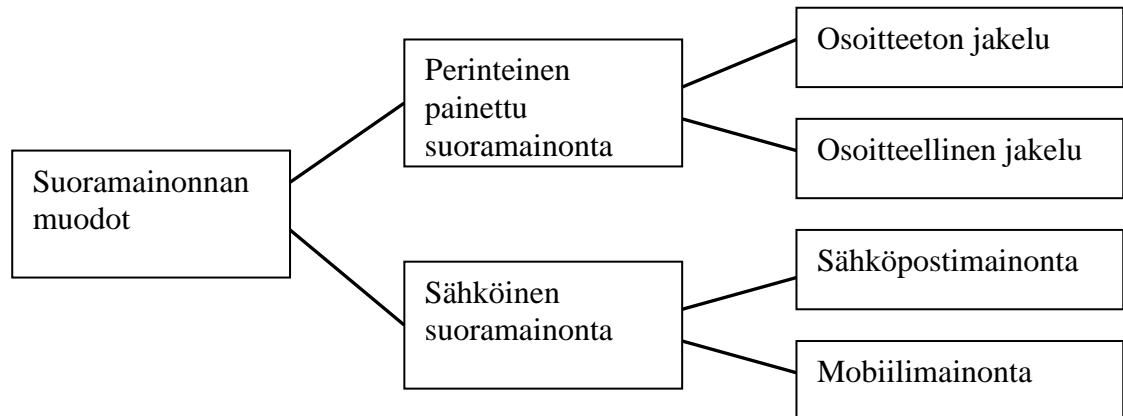 Suoramainonnan
muodot
Perinteinen
painettu
suoramainonta
Osoitteeton jakelu
Osoitteellinen jakelu
Sähköinen
suoramainonta
Sähköpostimainonta
Mobiilimainonta